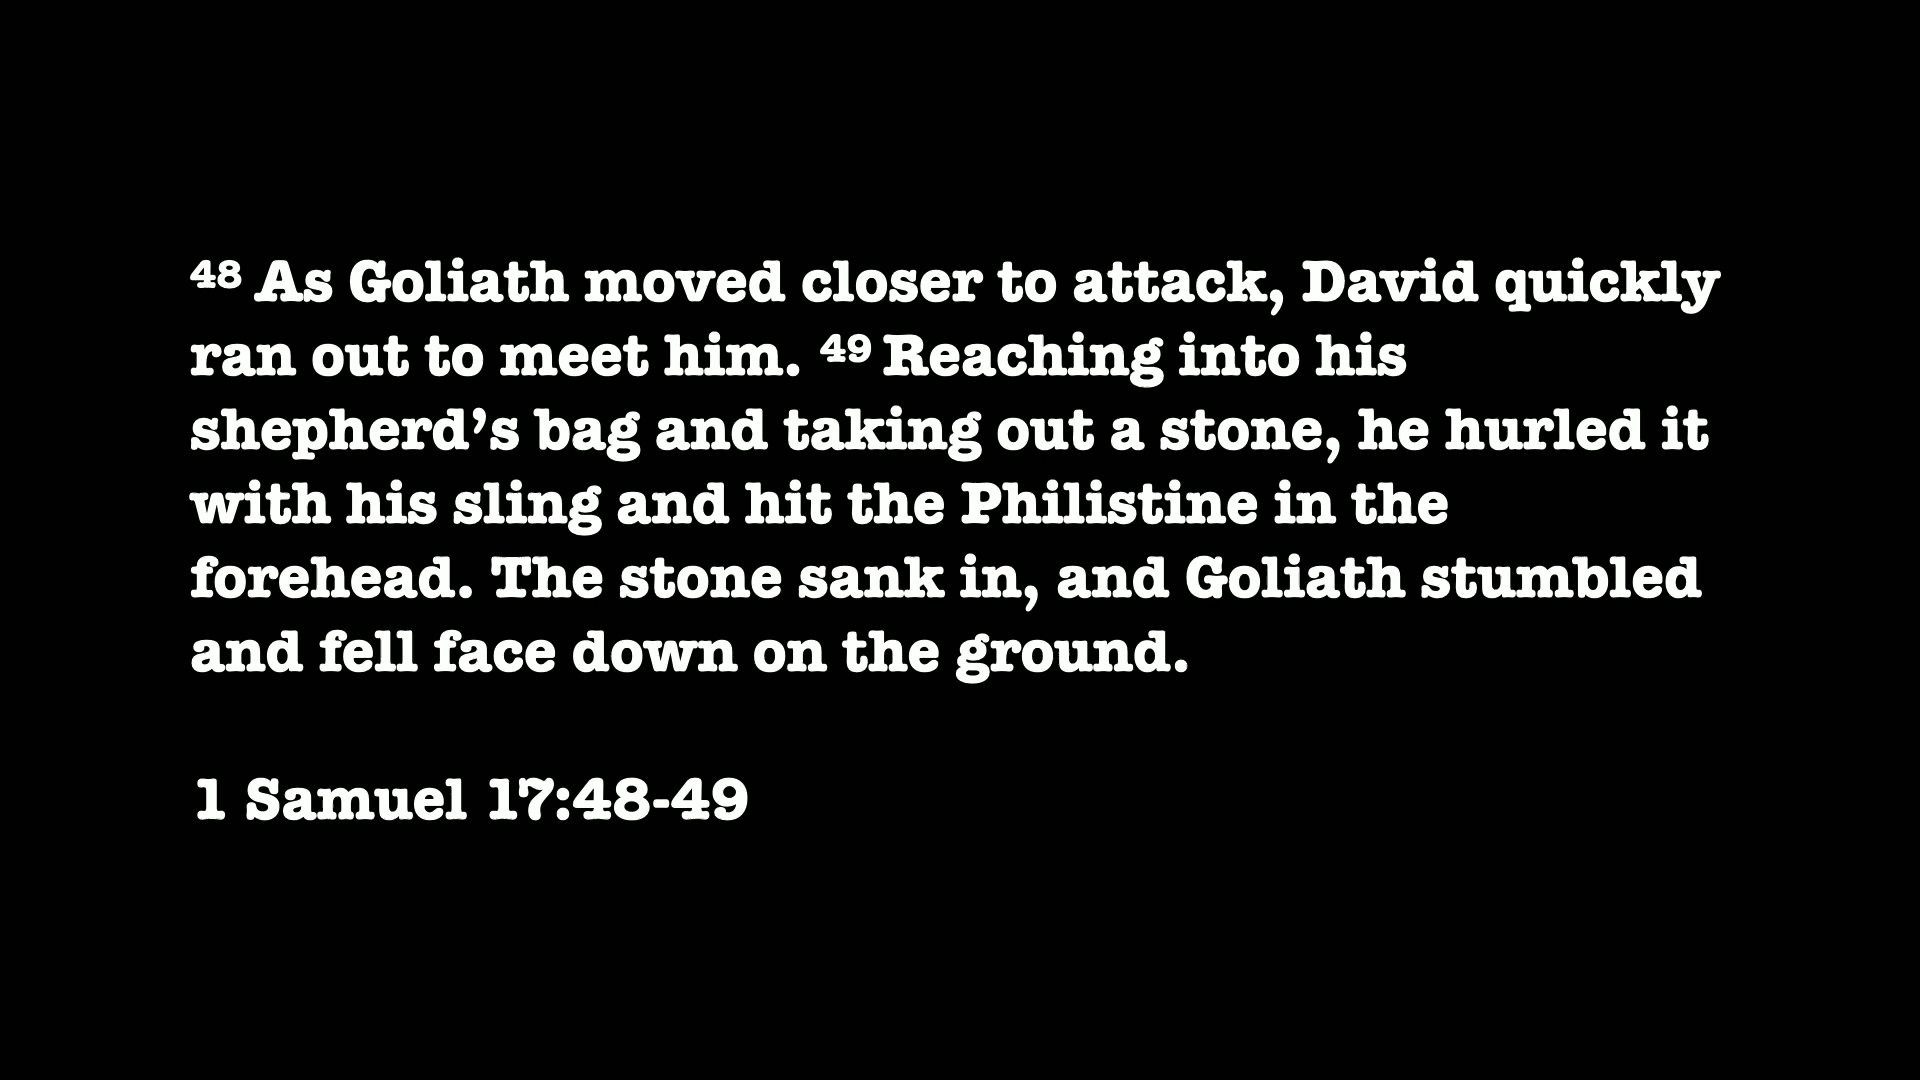 ⁴⁸ As Goliath moved closer to attack, David quickly
ran out to meet him. ⁴⁹ Reaching into his
shepherd’s bag and taking out a stone, he hurled it
with his sling and hit the Philistine in the
forehead. The stone sank in, and Goliath stumbled
and fell face down on the ground.
1 Samuel 17:48-49